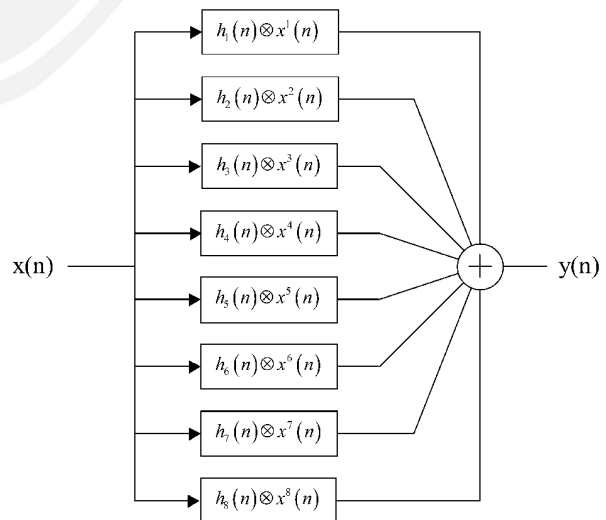 h₁(n)⊗x¹(n)
h₂(n)⊗x²(n)
h₃(n)⊗x³(n)
h₄(n)⊗x⁴(n)
x(n)
+
y(n)
h₅(n)⊗x⁵(n)
h₆(n)⊗x⁶(n)
h₇(n)⊗x⁷(n)
h₈(n)⊗x⁸(n)